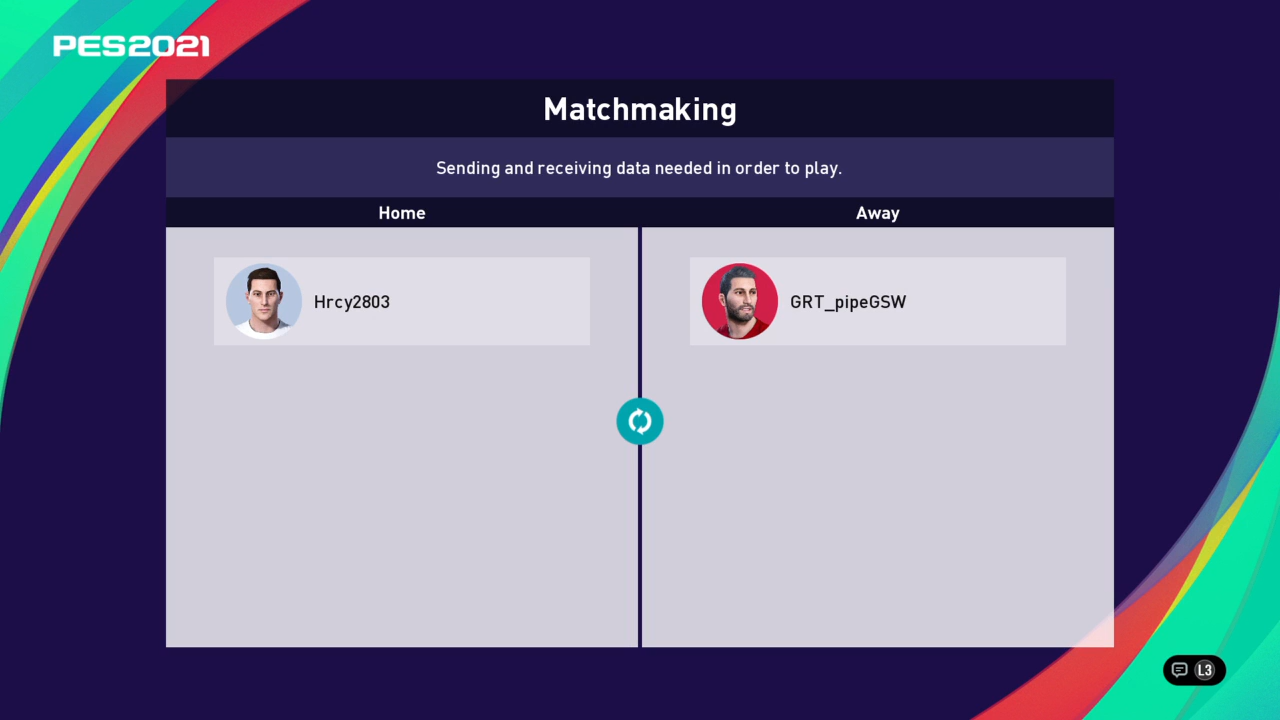 PES2021
Matchmaking
Sending and receiving data needed in order to play.
Home
Away
Hrcy2803
GRT_pipeGSW
L3